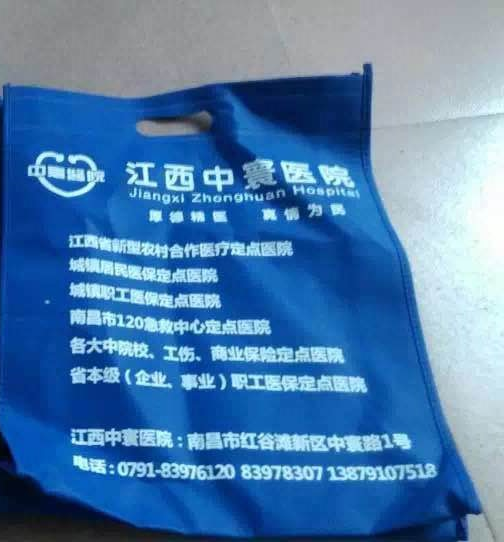 中寰醫院
江西中寰医院
Jiangxi Zhonghuan Hospital
厚德精医 真情为民
江西省新型农村合作医疗定点医院
城镇居民医保定点医院
城镇职工医保定点医院
南昌市120急救中心定点医院
各大中院校、工伤、商业保险定点医院
省本级（企业、事业）职工医保定点医院
江西中寰医院：南昌市红谷滩新区中寰路1号
电话：0791-83976120 83978307 13879107518